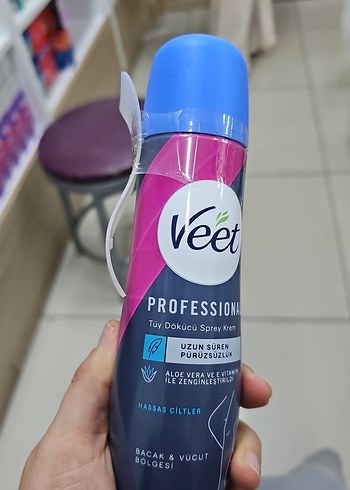 Veet
PROFESSIONAL
Tüy Dökücü Sprey Krem
UZUN SÜREN
PÜRÜZSÜZLÜK
ALOE VERA VE E VİTAMİNİ
İLE ZENGİNLEŞTİRİLDİ
HASSAS CİLTLER
BACAK & VÜCUT
BÖLGESİ